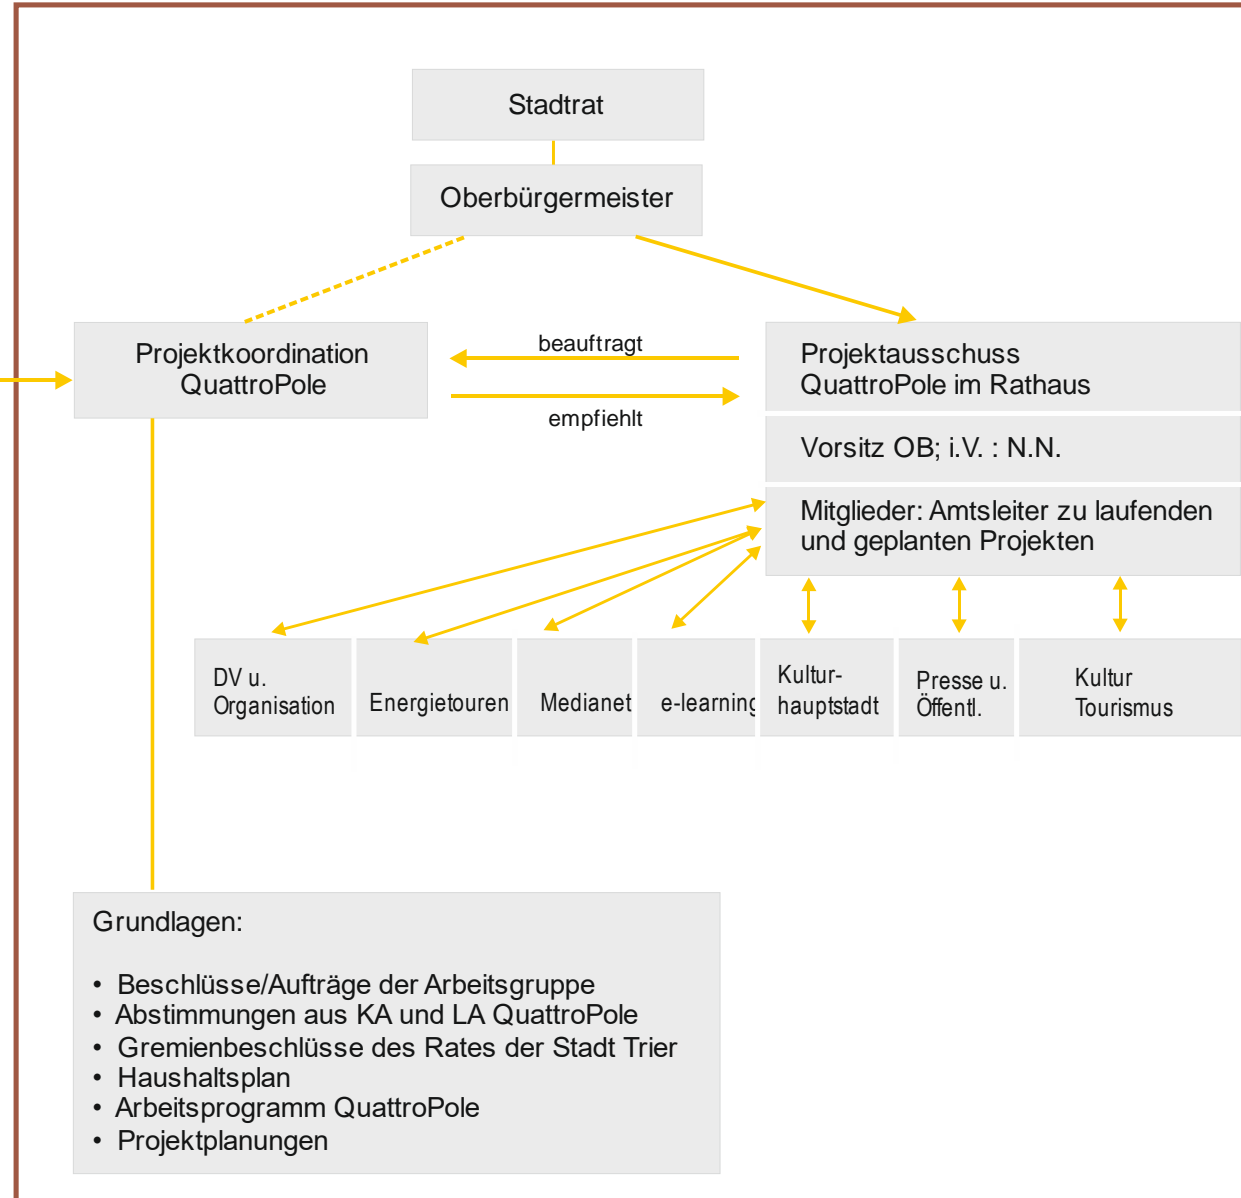 Stadtrat
Oberbürgermeister
Projektkoordination
QuattroPole
beauftragt
empfiehlt
Projektausschuss
QuattroPole im Rathaus
Vorsitz OB; i.V. : N.N.
Mitglieder: Amtsleiter zu laufenden
und geplanten Projekten
DV u.
Organisation
Energietouren
Medianet
e-learning
Kultur-
hauptstadt
Presse u.
Öffentl.
Kultur
Tourismus
Grundlagen:
• Beschlüsse/Aufträge der Arbeitsgruppe
• Abstimmungen aus KA und LA QuattroPole
• Gremienbeschlüsse des Rates der Stadt Trier
• Haushaltsplan
• Arbeitsprogramm QuattroPole
• Projektplanungen